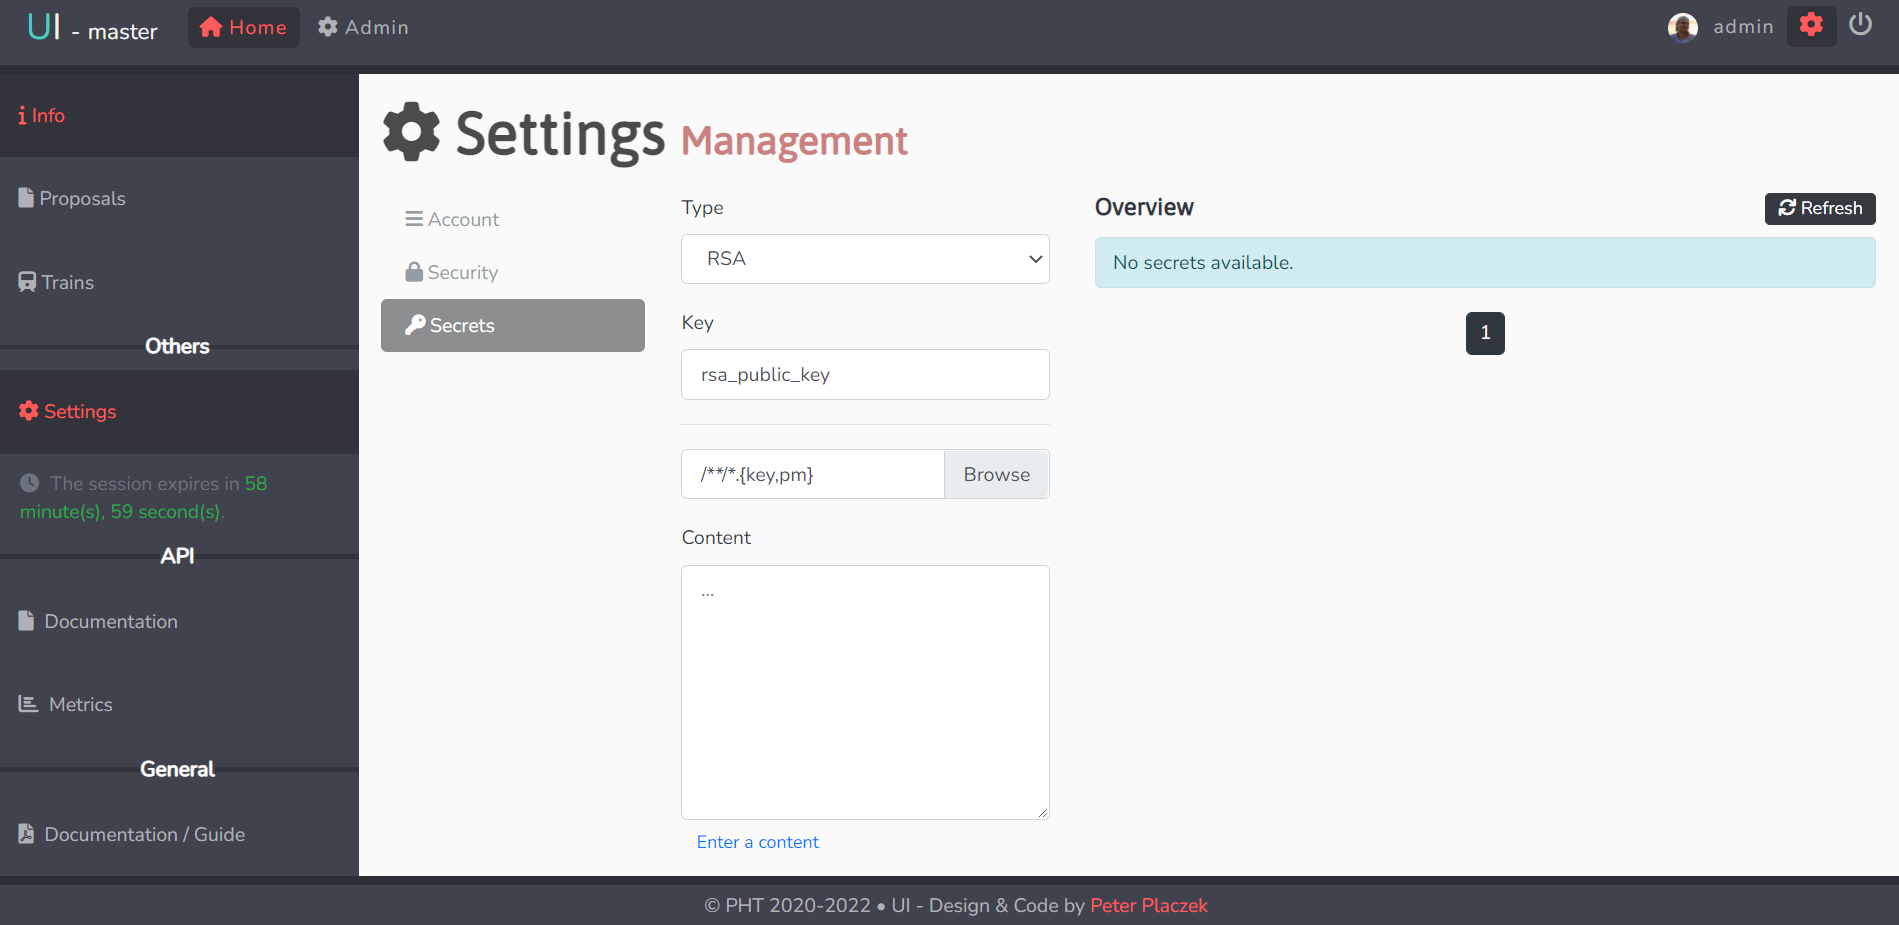 UI - master
Home
Admin
admin
Info
Proposals
Trains
Others
Settings
The session expires in 58
minute(s), 59 second(s).
API
Documentation
Metrics
General
Documentation / Guide
Settings Management
Account
Security
Secrets
Type
RSA
Key
rsa_public_key
/**/*.{key,pm}
Browse
Content
...
Enter a content
Overview
Refresh
No secrets available.
1
© PHT 2020-2022 • UI - Design & Code by Peter Placzek